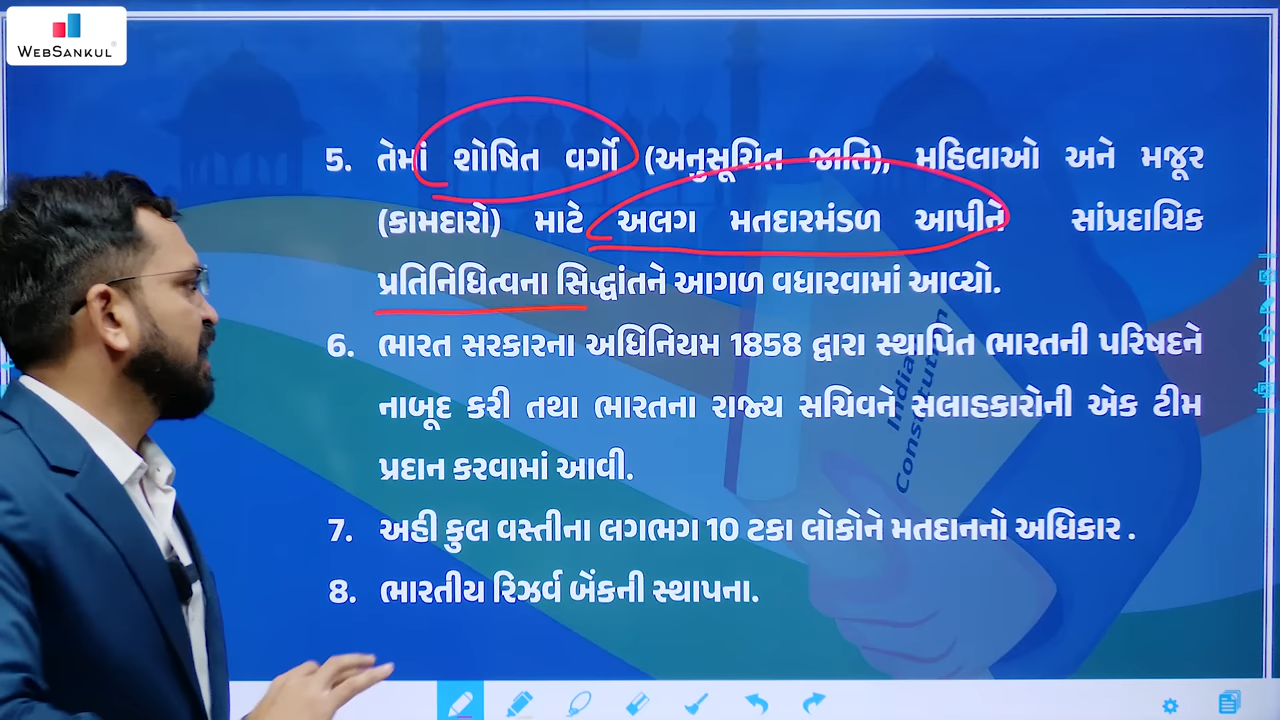 WEBSANKUL
5. તેમાં શોષિત વર્ગો (અનુસૂચિત જાતિ), મહિલાઓ અને મજૂર
(કામદારો) માટે અલગ મતદારમંડળ આપીને સાંપ્રદાયિક
પ્રતિનિધિત્વના સિદ્ધાંતને આગળ વધારવામાં આવ્યો.
6. ભારત સરકારના અધિનિયમ 1858 દ્વારા સ્થાપિત ભારતની પરિષદને
નાબૂદ કરી તથા ભારતના રાજ્ય સચિવને સલાહકારોની એક ટીમ
પ્રદાન કરવામાં આવી.
7. અહી કુલ વસ્તીના લગભગ 10 ટકા લોકોને મતદાનનો અધિકાર .
8. ભારતીય રિઝર્વ બેંકની સ્થાપના.
Indian
Constitution